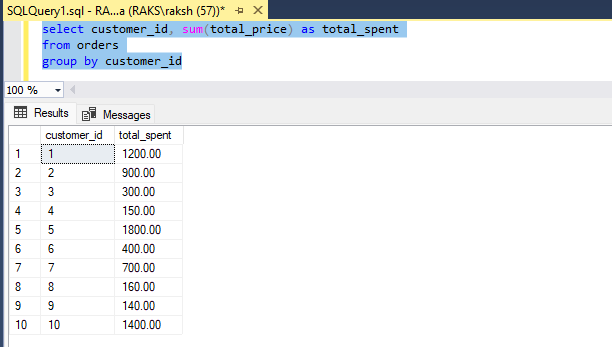 SQLQuery1.sql - RA...a (RAKS\raksh (57))*
select customer_id, sum(total_price) as total_spent
from orders
group by customer_id
100 %
Results Messages
customer_id total_spent
1 1 1200.00
2 2 900.00
3 3 300.00
4 4 150.00
5 5 1800.00
6 6 400.00
7 7 700.00
8 8 160.00
9 9 140.00
10 10 1400.00